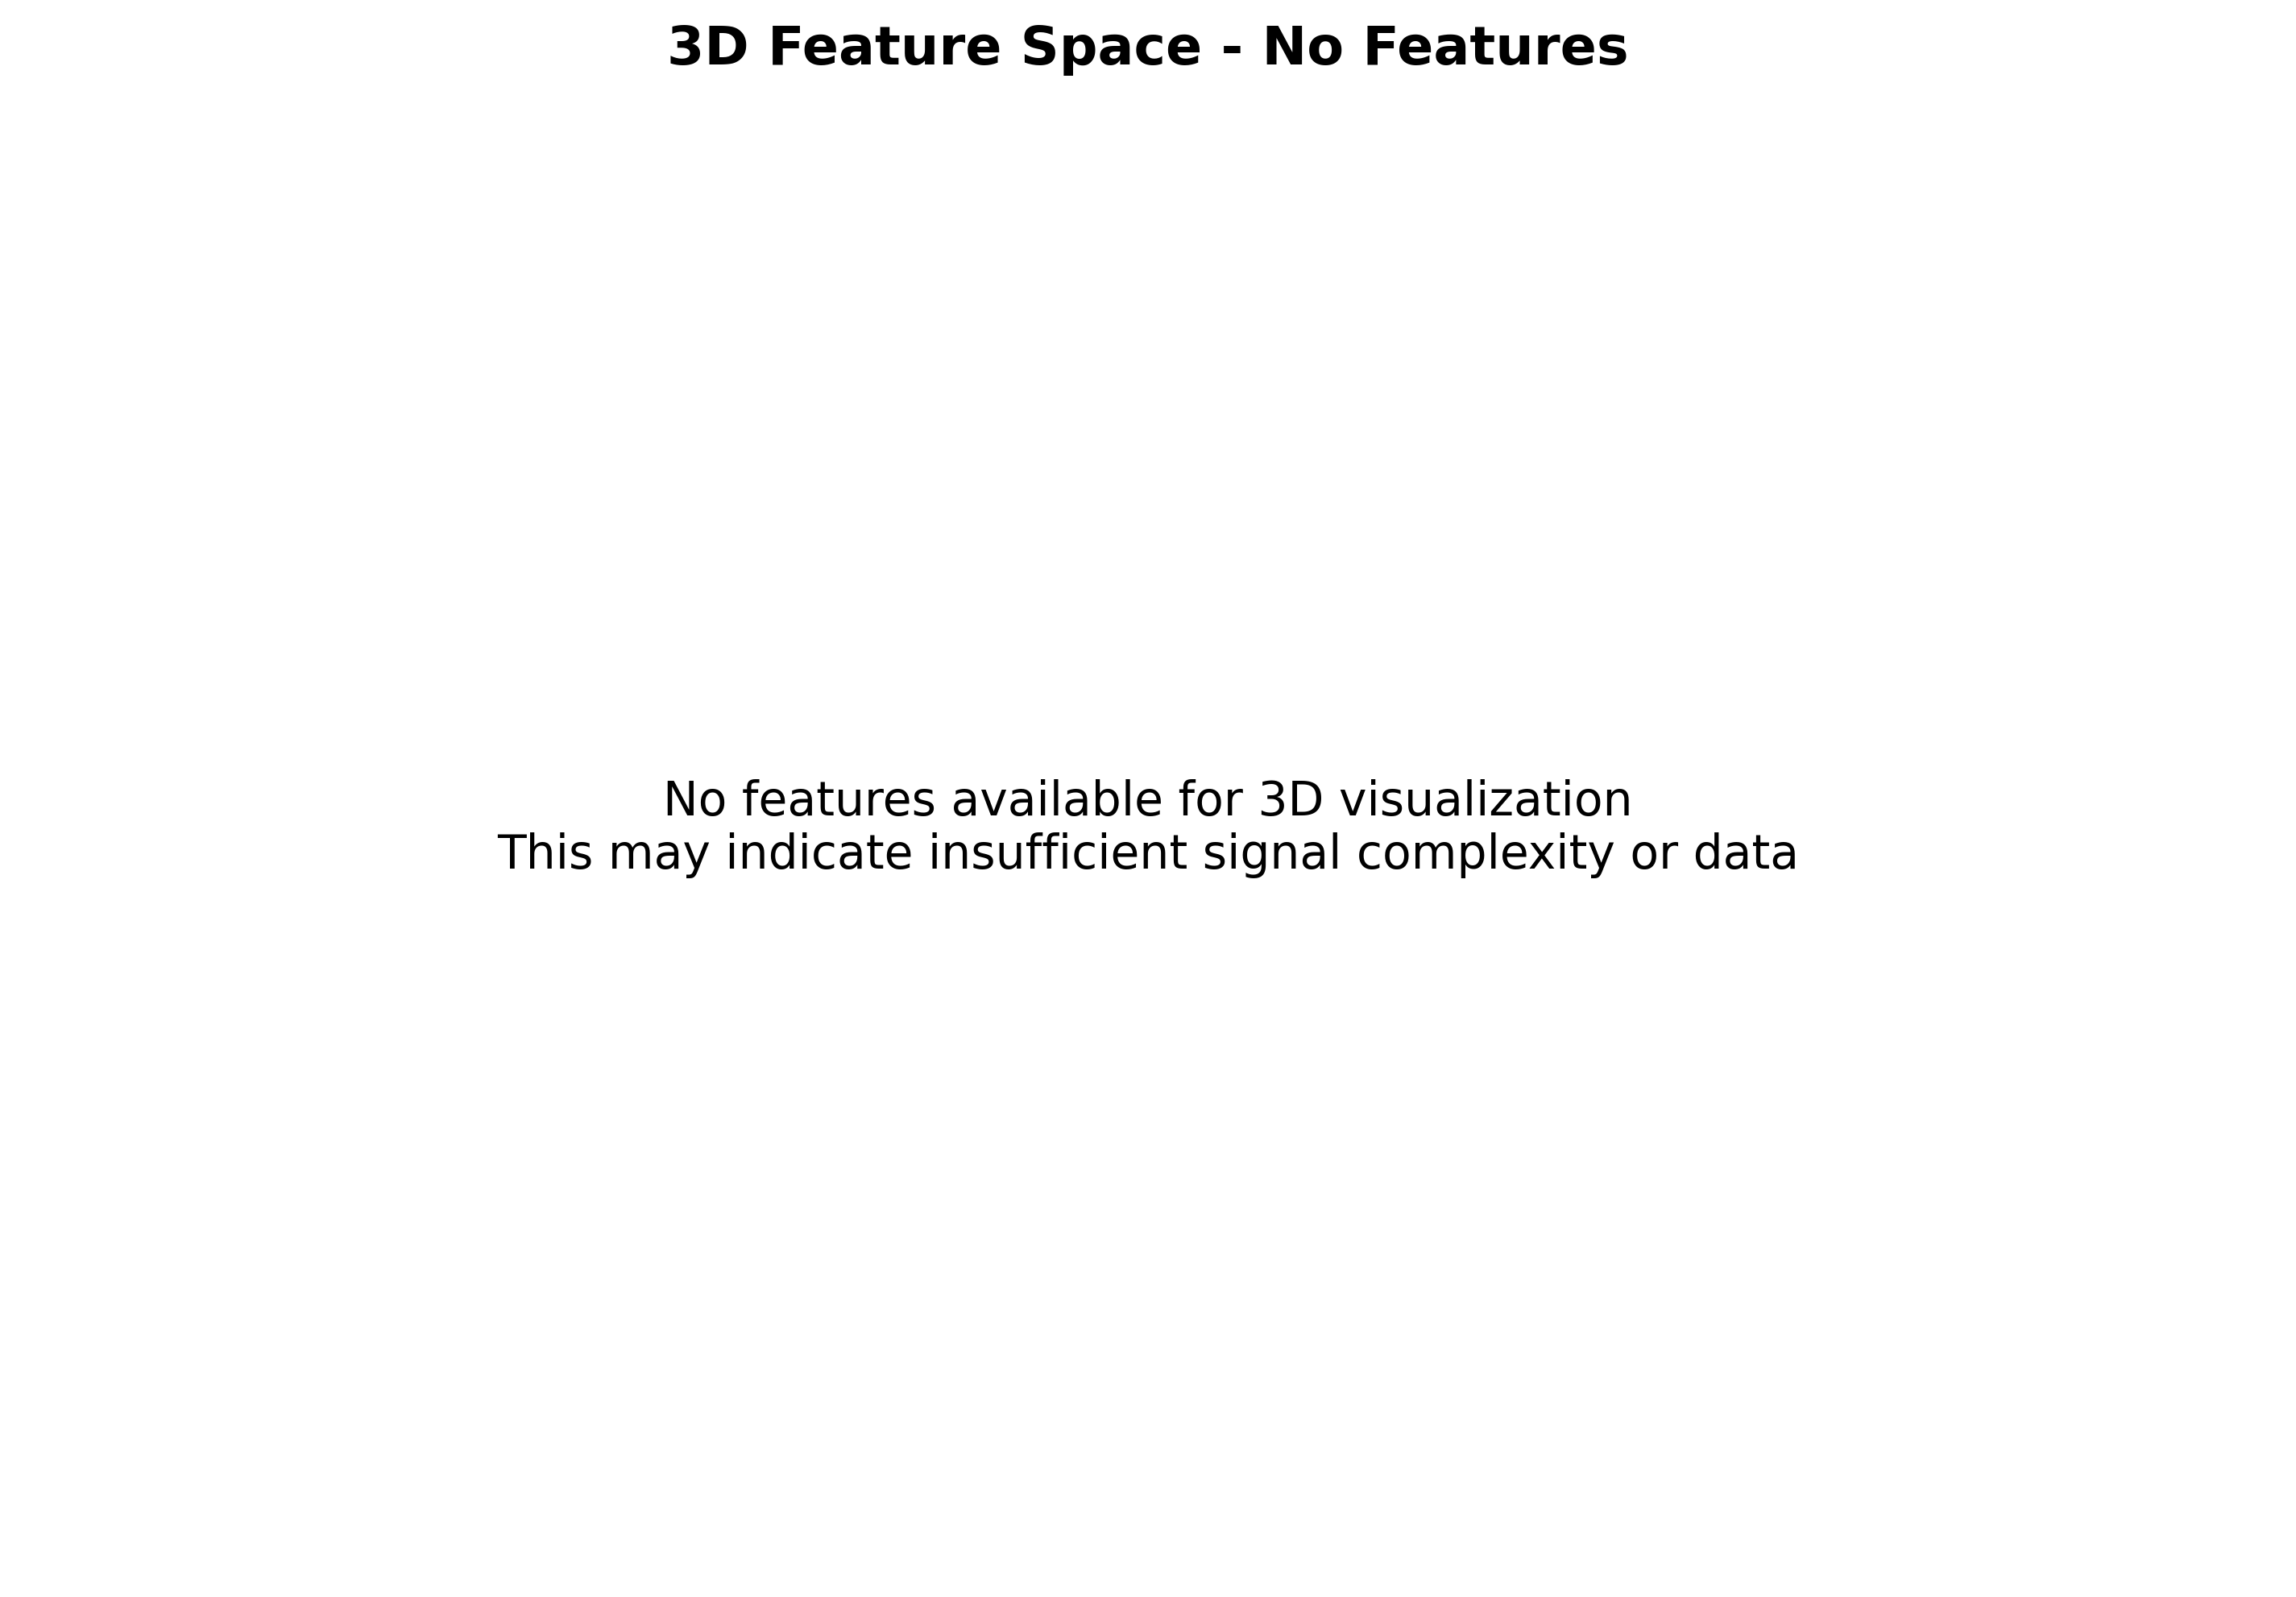 3D Feature Space - No Features
No features available for 3D visualization
This may indicate insufficient signal complexity or data